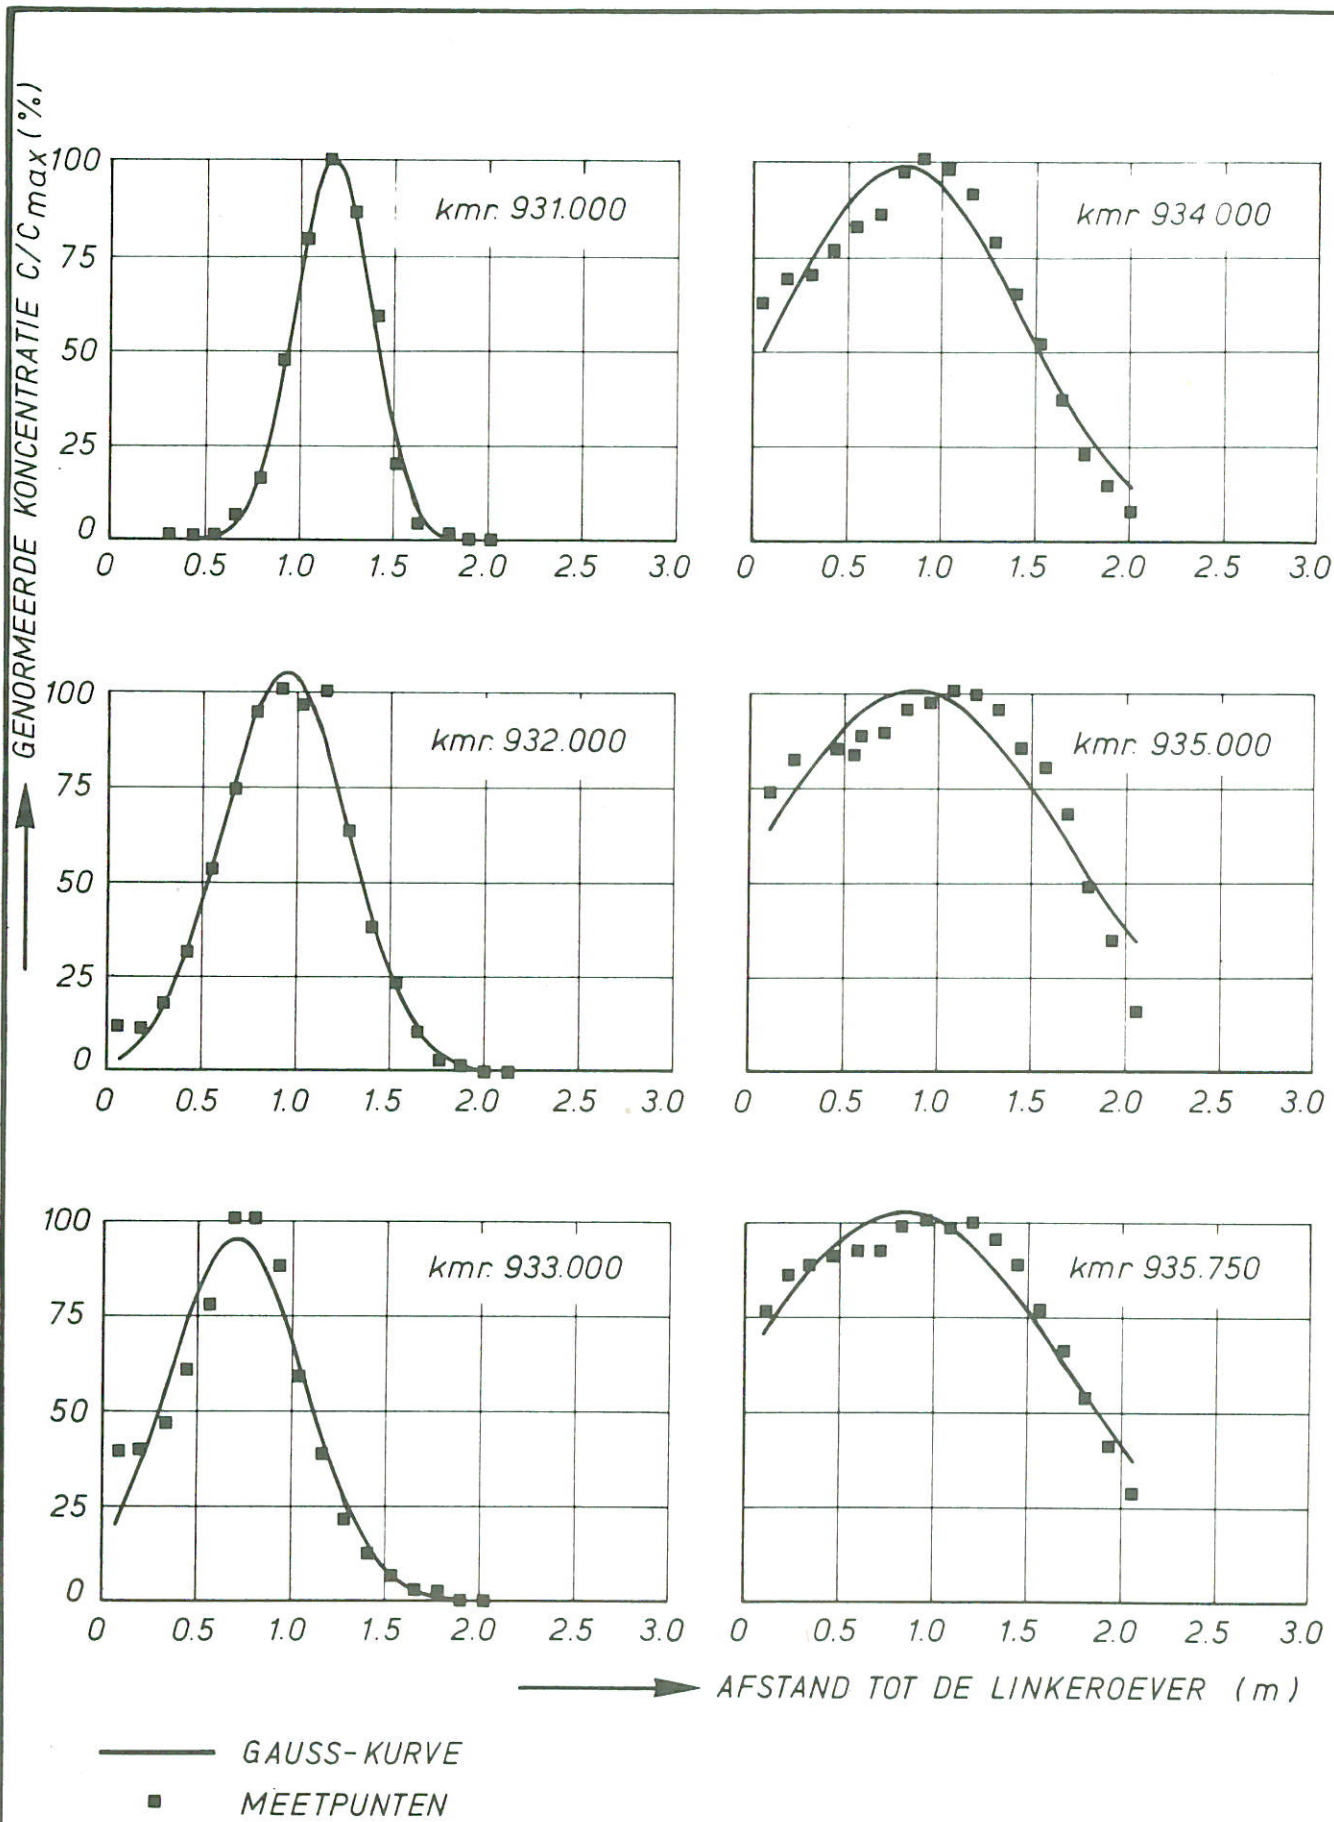 GENORMEERDE KONCENTRATIE C/Cmax (%)
100
75
50
25
0
kmr. 931.000
0 0.5 1.0 1.5 2.0 2.5 3.0
kmr 934 000
0 0.5 1.0 1.5 2.0 2.5 3.0
100
75
50
25
0
kmr. 932.000
0 0.5 1.0 1.5 2.0 2.5 3.0
kmr. 935.000
0 0.5 1.0 1.5 2.0 2.5 3.0
100
75
50
25
0
kmr. 933.000
0 0.5 1.0 1.5 2.0 2.5 3.0
kmr 935.750
0 0.5 1.0 1.5 2.0 2.5 3.0
AFSTAND TOT DE LINKEROEVER (m)
GAUSS-KURVE
MEETPUNTEN